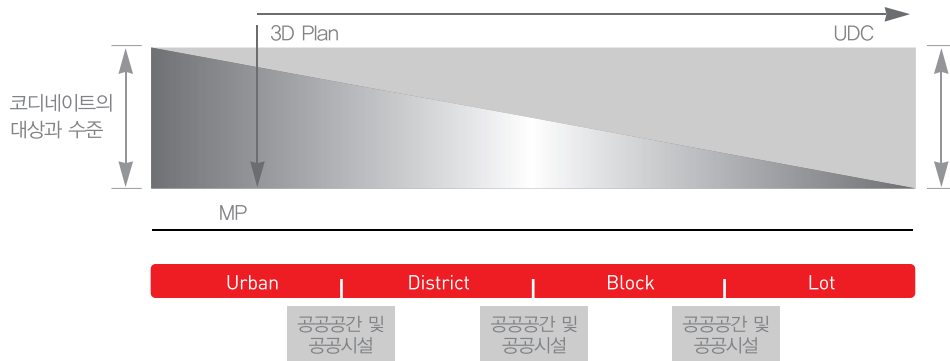 3D Plan
UDC
코디네이트의
대상과 수준
MP
Urban
District
Block
Lot
공공공간 및
공공시설
공공공간 및
공공시설
공공공간 및
공공시설